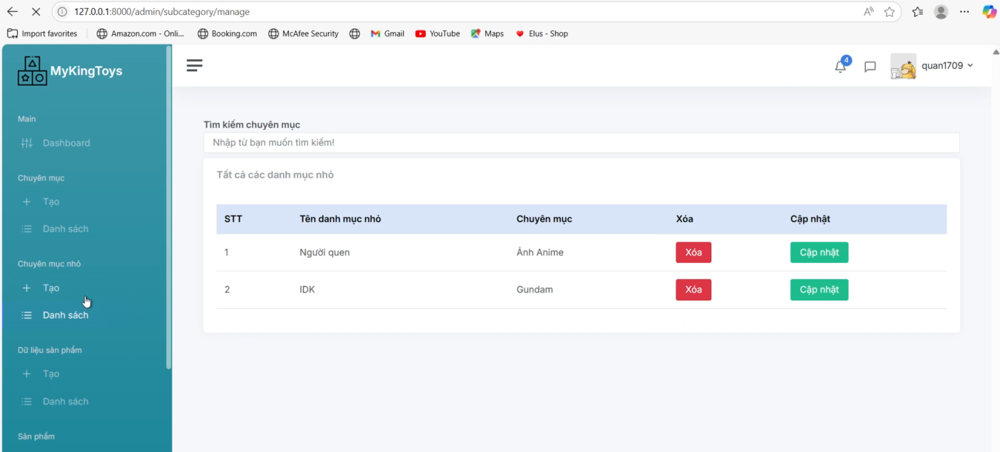 127.0.0.1:8000/admin/subcategory/manage
Import favorites
Amazon.com - Onli...
Booking.com
McAfee Security
Gmail
YouTube
Maps
Elus - Shop
MyKingToys
4
quan1709
Main
Dashboard
Chuyên mục
Tạo
Danh sách
Chuyên mục nhỏ
Tạo
Danh sách
Dữ liệu sản phẩm
Tạo
Danh sách
Sản phẩm
Tìm kiếm chuyên mục
Nhập từ bạn muốn tìm kiếm!
Tất cả các danh mục nhỏ
STT Tên danh mục nhỏ Chuyên mục Xóa Cập nhật
1 Người quen Ảnh Anime Xóa Cập nhật
2 IDK Gundam Xóa Cập nhật